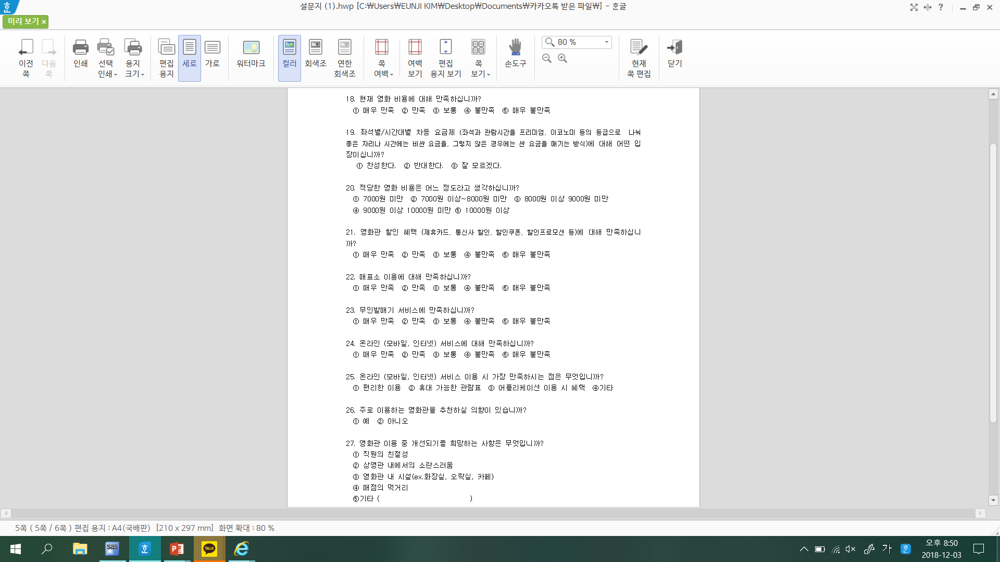 설문지 (1).hwp [C:₩Users₩EUNJI KIM₩Desktop₩Documents₩카카오톡 받은 파일₩] - 흔글
미리 보기 ×
이전 쪽
다음 쪽
인쇄
선택 인쇄
용지 크기
편집 용지
세로
가로
워터마크
컬러
회색조
연한 회색조
쪽 여백
여백 보기
편집 용지 보기
쪽 보기
손도구
80 %
현재 쪽 편집
닫기
18. 현재 영화 비용에 대해 만족하십니까?
① 매우 만족 ② 만족 ③ 보통 ④ 불만족 ⑤ 매우 불만족
19. 좌석별/시간대별 차등 요금제 (좌석과 관람시간을 프리미엄, 이코노미 등의 등급으로 나눠
좋은 자리나 시간에는 비싼 요금을, 그렇지 않은 경우에는 싼 요금을 매기는 방식)에 대해 어떤 입
장이십니까?
① 찬성한다. ② 반대한다. ③ 잘 모르겠다.
20. 적당한 영화 비용은 어느 정도라고 생각하십니까?
① 7000원 미만 ② 7000원 이상~8000원 미만 ③ 8000원 이상 9000원 미만
④ 9000원 이상 10000원 미만 ⑤ 10000원 이상
21. 영화관 할인 혜택 (제휴카드, 통신사 할인, 할인쿠폰, 할인프로모션 등)에 대해 만족하십니
까?
① 매우 만족 ② 만족 ③ 보통 ④ 불만족 ⑤ 매우 불만족
22. 매표소 이용에 대해 만족하십니까?
① 매우 만족 ② 만족 ③ 보통 ④ 불만족 ⑤ 매우 불만족
23. 무인발매기 서비스에 만족하십니까?
① 매우 만족 ② 만족 ③ 보통 ④ 불만족 ⑤ 매우 불만족
24. 온라인 (모바일, 인터넷) 서비스에 대해 만족하십니까?
① 매우 만족 ② 만족 ③ 보통 ④ 불만족 ⑤ 매우 불만족
25. 온라인 (모바일, 인터넷) 서비스 이용 시 가장 만족하시는 점은 무엇입니까?
① 편리한 이용 ② 휴대 가능한 관람표 ③ 어플리케이션 이용 시 혜택 ④기타
26. 주로 이용하는 영화관을 추천하실 의향이 있습니까?
① 예 ② 아니오
27. 영화관 이용 중 개선되기를 희망하는 사항은 무엇입니까?
① 직원의 친절성
② 상영관 내에서의 소란스러움
③ 영화관 내 시설(ex.화장실, 오락실, 카페)
④ 매점의 먹거리
⑤기타 ( )
5쪽 ( 5쪽 / 6쪽 ) 편집 용지 : A4(국배판) [210 x 297 mm] 화면 확대 : 80 %
sas
TALK
가
오후 8:50
2018-12-03